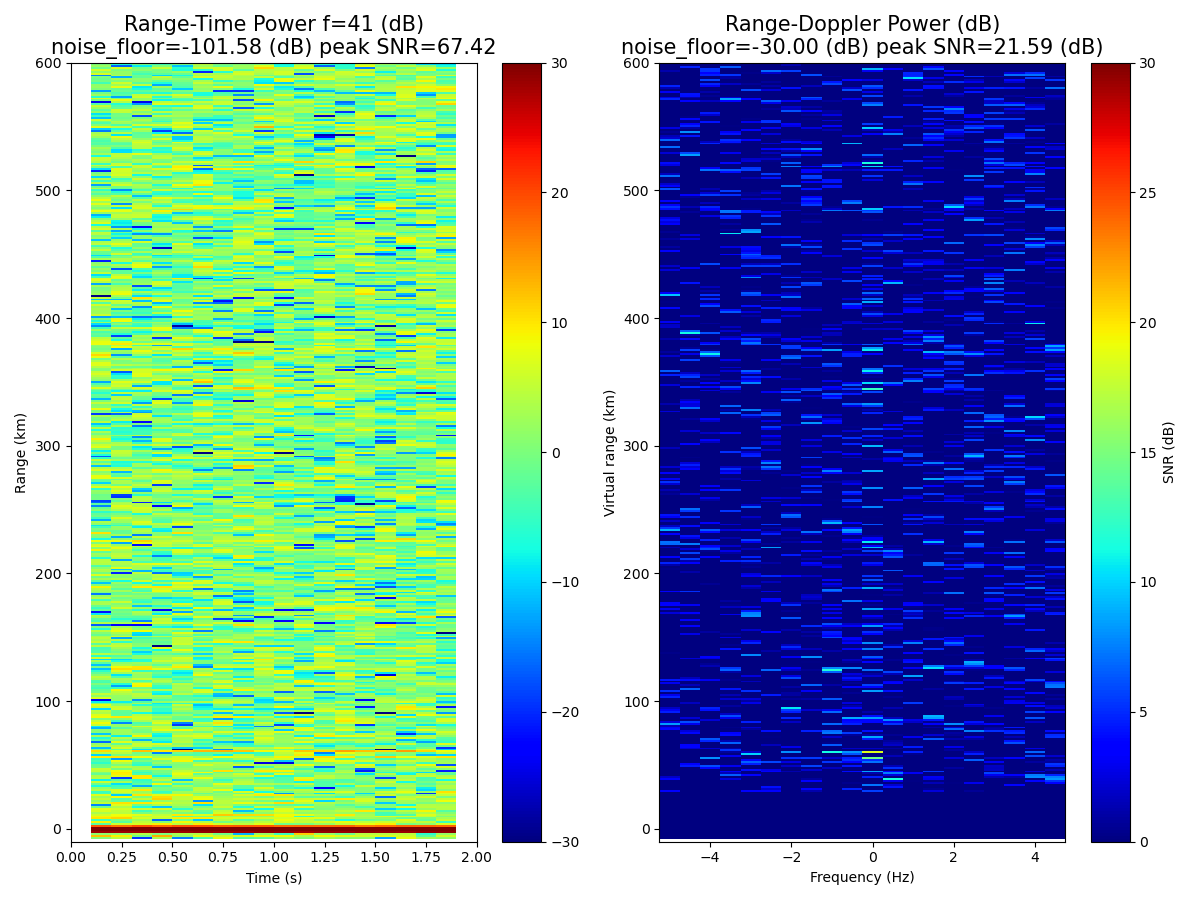 Range-Time Power f=41 (dB)
noise_floor=-101.58 (dB) peak SNR=67.42
600
500
400
300
200
100
0
Range (km)
0.00 0.25 0.50 0.75 1.00 1.25 1.50 1.75 2.00
Time (s)
30
20
10
0
−10
−20
−30
Range-Doppler Power (dB)
noise_floor=-30.00 (dB) peak SNR=21.59 (dB)
600
500
400
300
200
100
0
Virtual range (km)
−4 −2 0 2 4
Frequency (Hz)
30
25
20
15
10
5
0
SNR (dB)